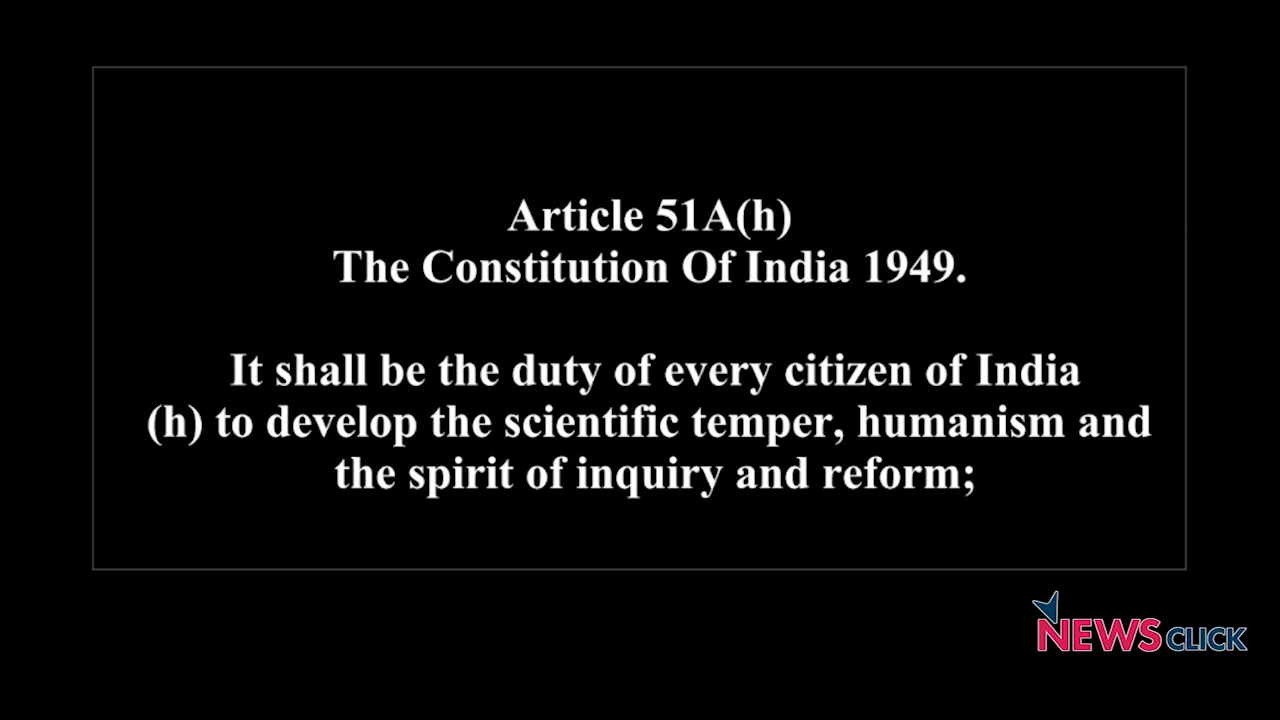 Article 51A(h)
The Constitution Of India 1949.
It shall be the duty of every citizen of India
(h) to develop the scientific temper, humanism and
the spirit of inquiry and reform;
NEWSCLICK